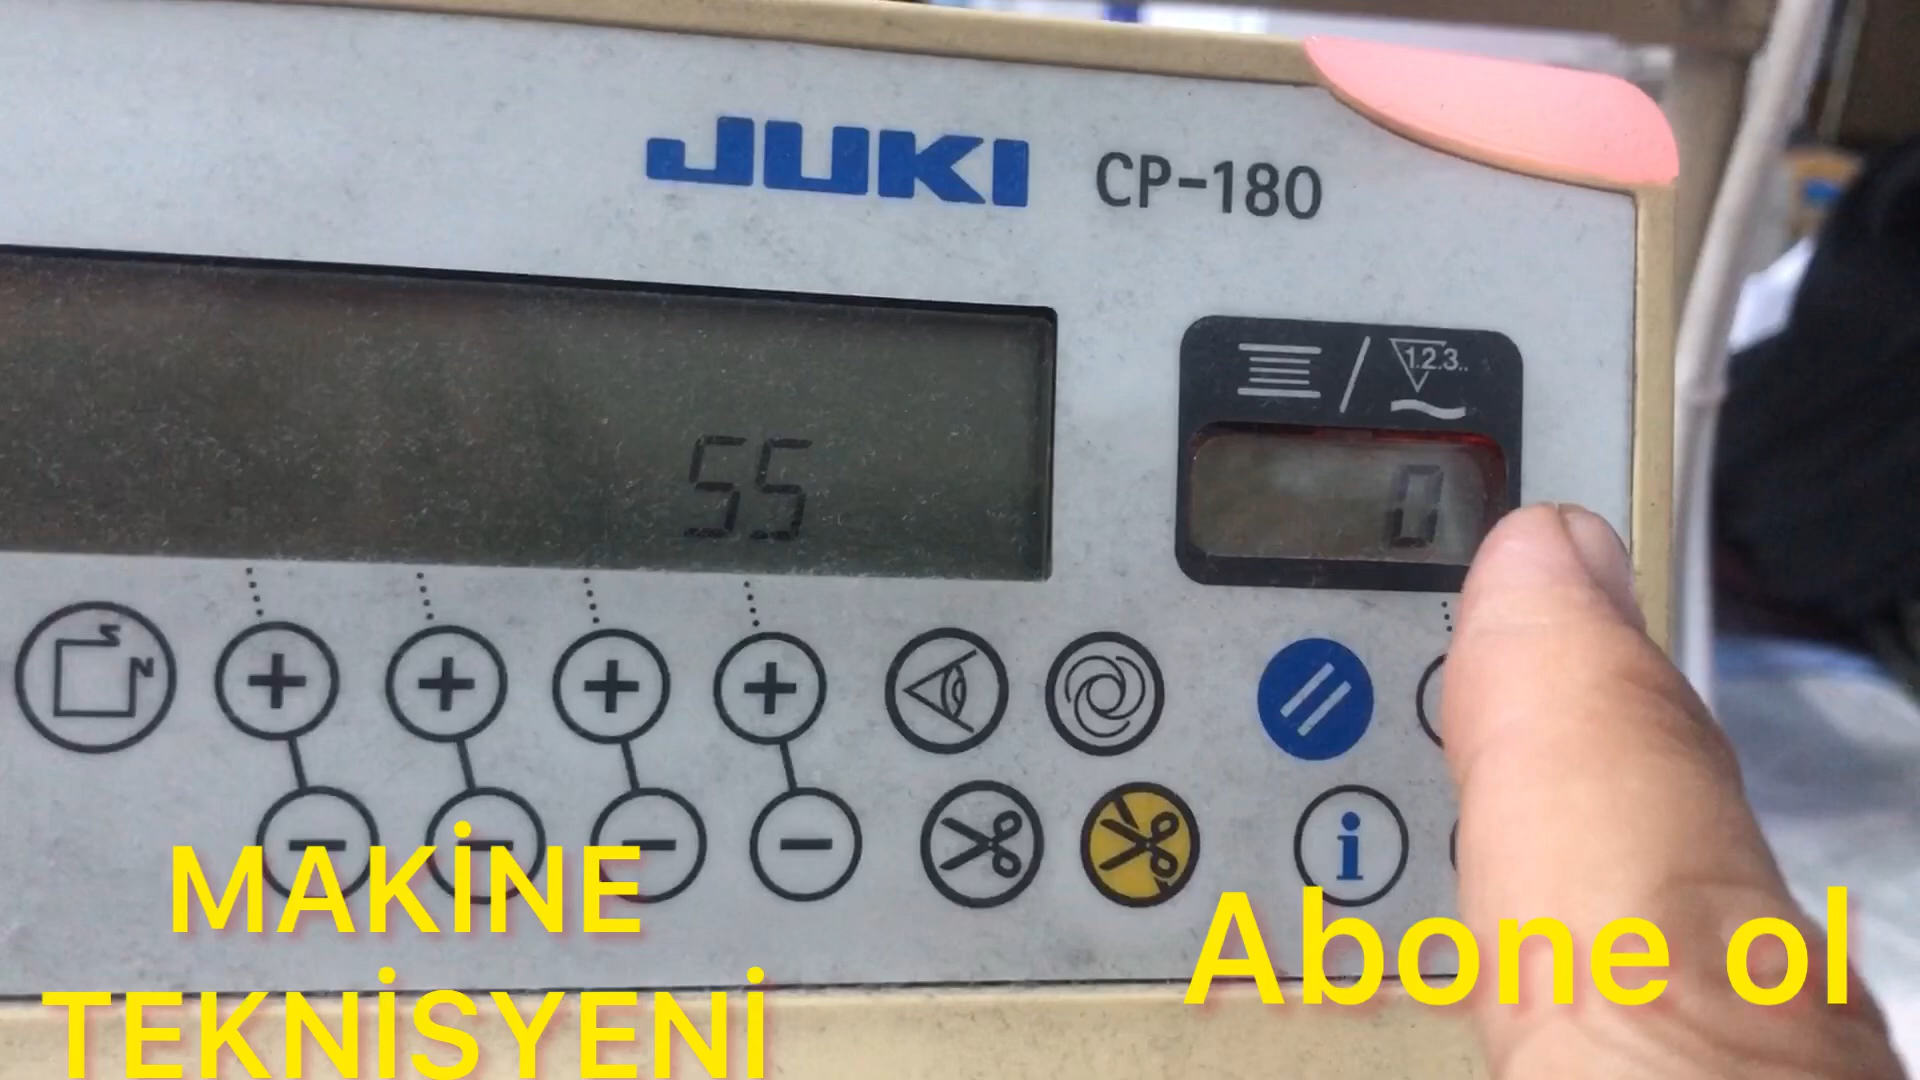 JUKI CP-180
1.2.3..
55
0
i
MAKİNE
TEKNİSYENİ
Abone ol